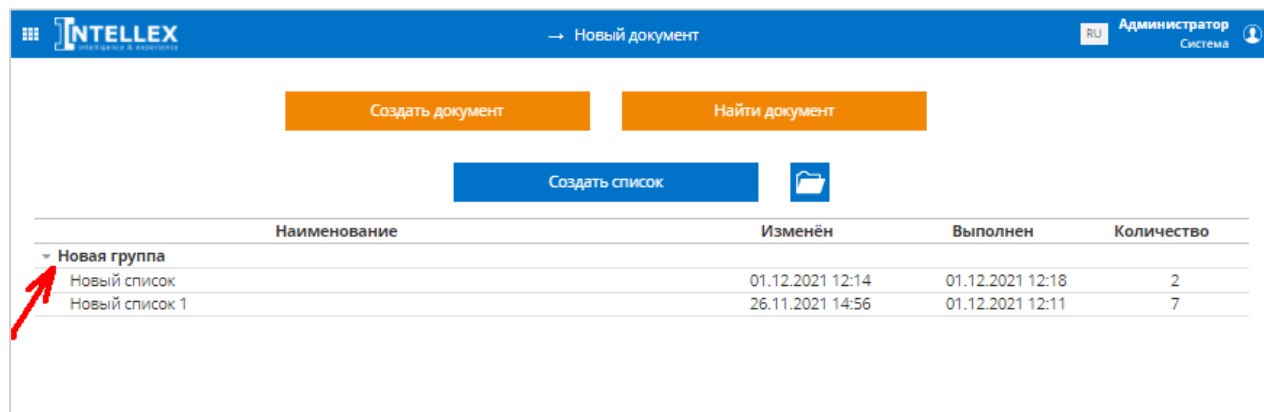 INTELLEX
intelligence & experience
→ Новый документ
RU
Администратор
Система
Создать документ
Найти документ
Создать список
Наименование Изменён Выполнен Количество
Новая группа
Новый список 01.12.2021 12:14 01.12.2021 12:18 2
Новый список 1 26.11.2021 14:56 01.12.2021 12:11 7